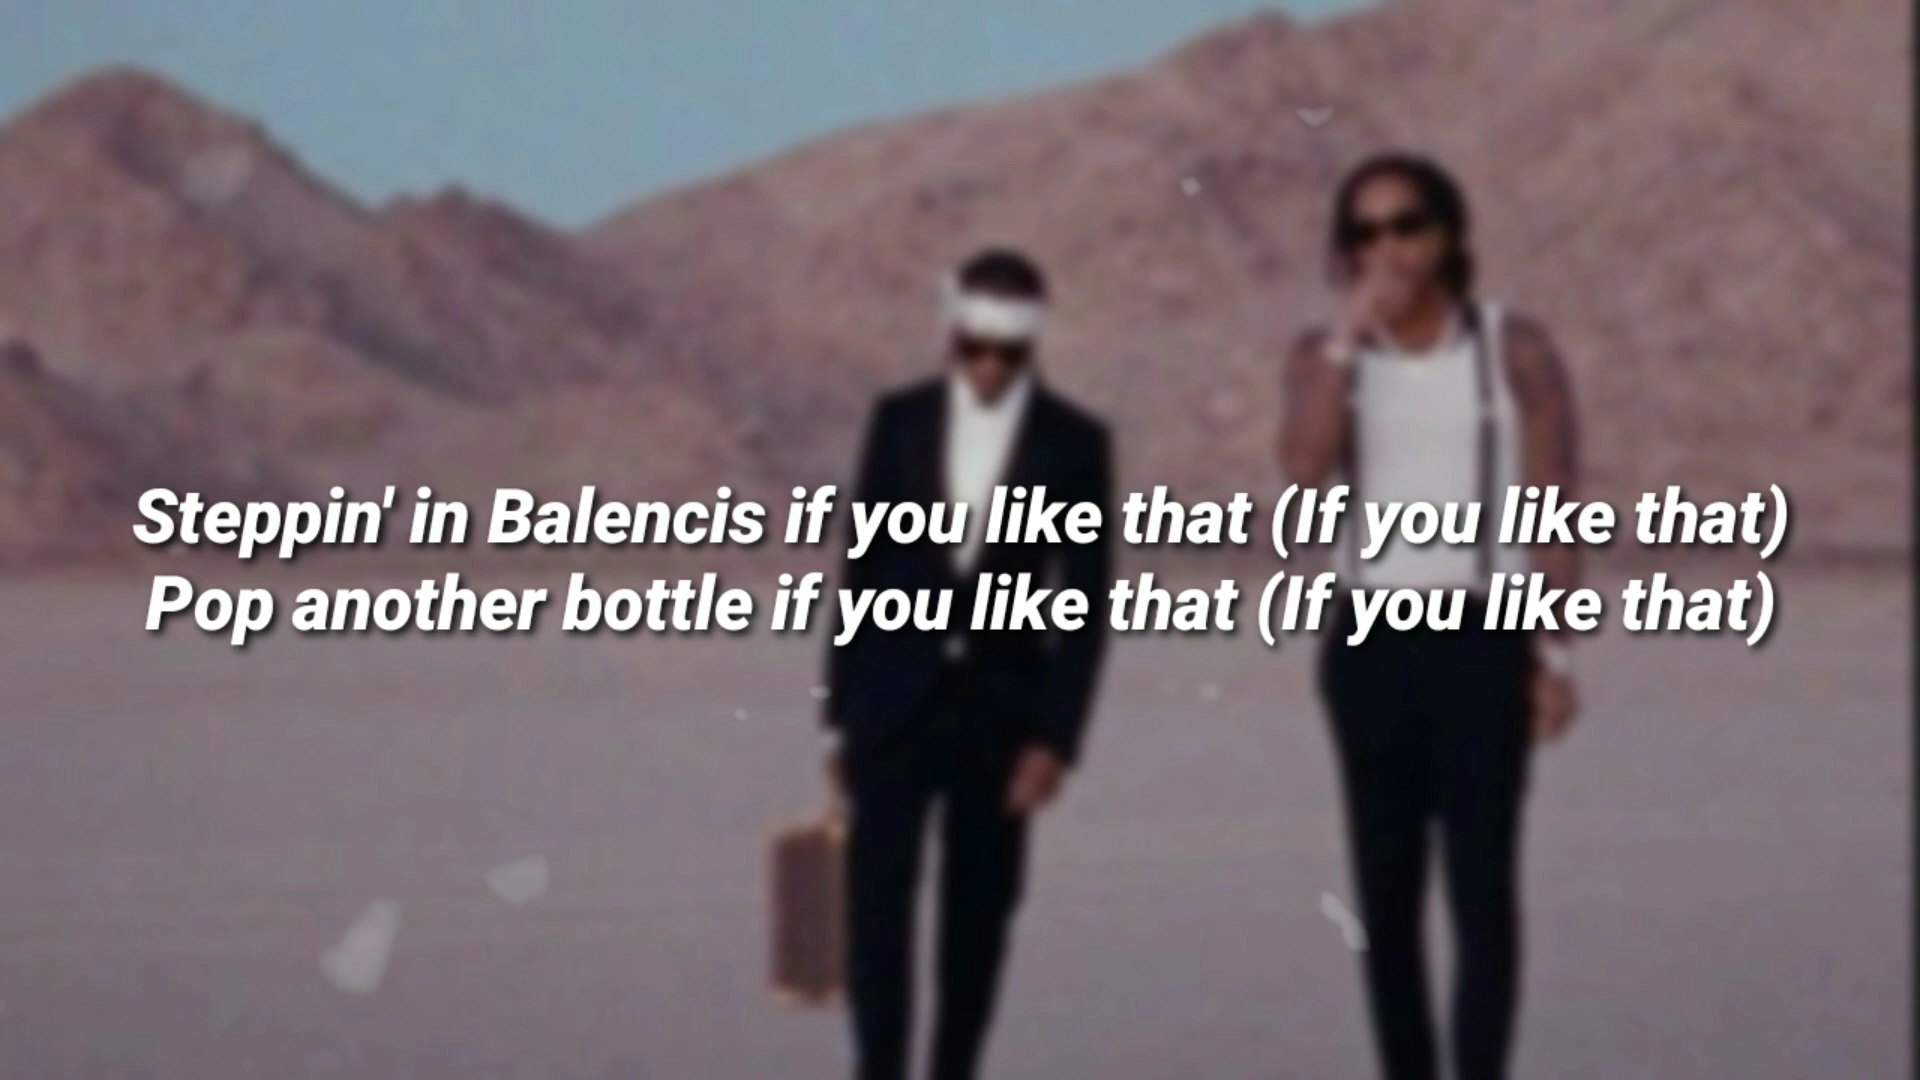 Steppin' in Balencis if you like that (If you like that)
Pop another bottle if you like that (If you like that)